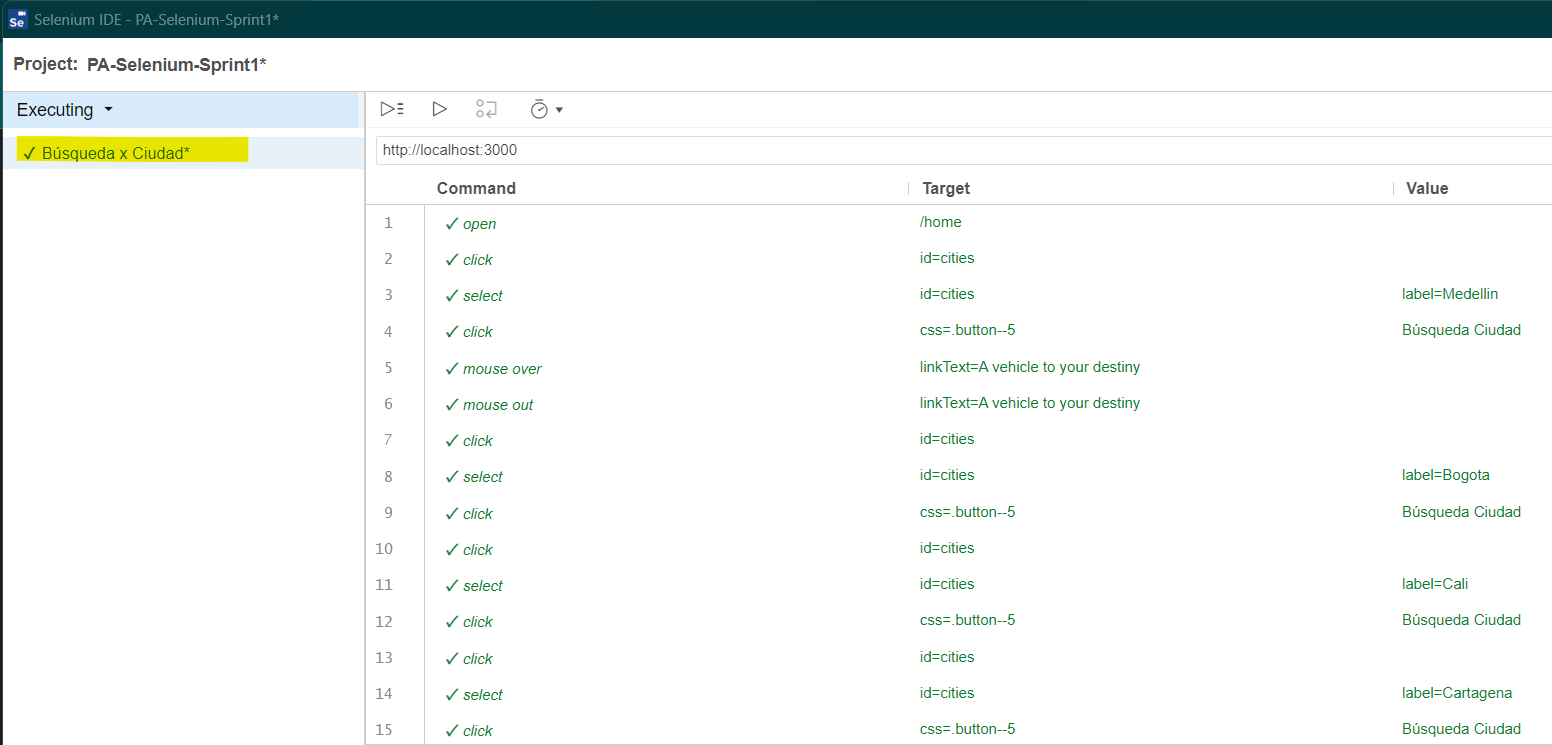 Selenium IDE - PA-Selenium-Sprint1*
Project: PA-Selenium-Sprint1*
Executing
✓ Búsqueda x Ciudad*
http://localhost:3000
Command Target Value
1 ✓ open /home
2 ✓ click id=cities
3 ✓ select id=cities label=Medellin
4 ✓ click css=.button--5 Búsqueda Ciudad
5 ✓ mouse over linkText=A vehicle to your destiny
6 ✓ mouse out linkText=A vehicle to your destiny
7 ✓ click id=cities
8 ✓ select id=cities label=Bogota
9 ✓ click css=.button--5 Búsqueda Ciudad
10 ✓ click id=cities
11 ✓ select id=cities label=Cali
12 ✓ click css=.button--5 Búsqueda Ciudad
13 ✓ click id=cities
14 ✓ select id=cities label=Cartagena
15 ✓ click css=.button--5 Búsqueda Ciudad